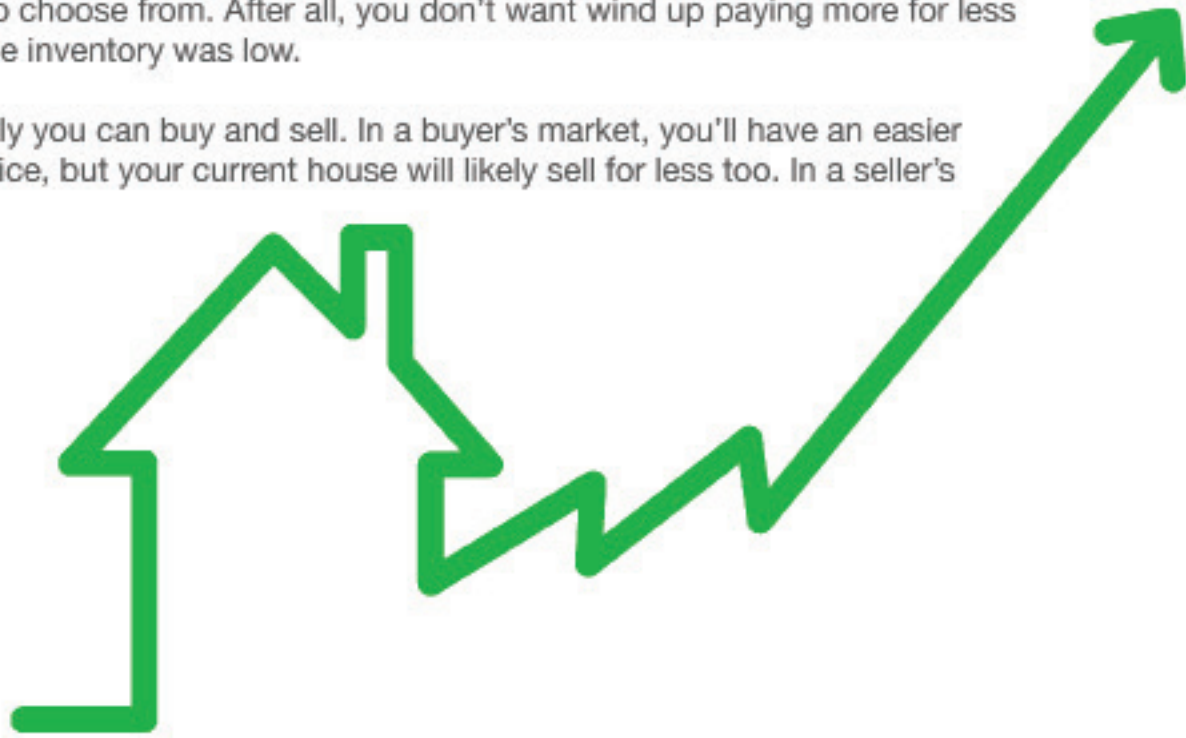 choose from. After all, you don't want wind up paying more for less
e inventory was low.
ly you can buy and sell. In a buyer's market, you'll have an easier
ice, but your current house will likely sell for less too. In a seller's